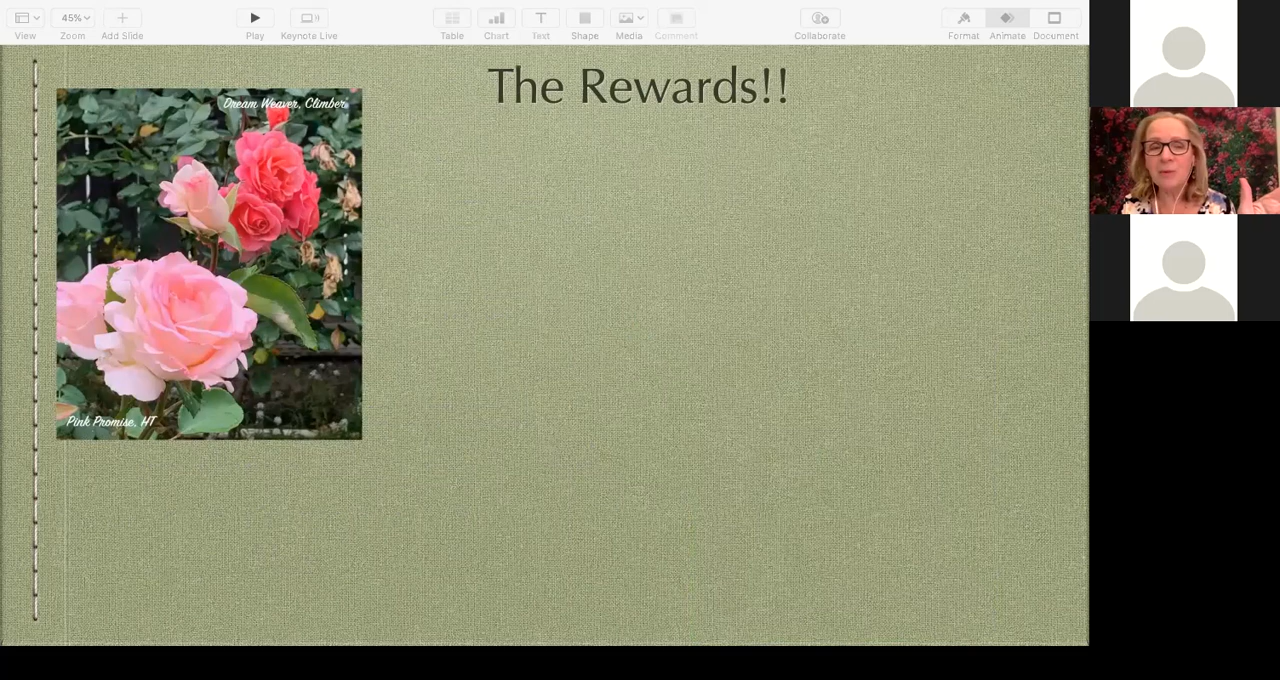 View
45%
Zoom
Add Slide
Play
Keynote Live
Table
Chart
Text
Shape
Media
Comment
Collaborate
Format
Animate
Document
The Rewards!!
Dream Weaver, Climber
Pink Promise, HT